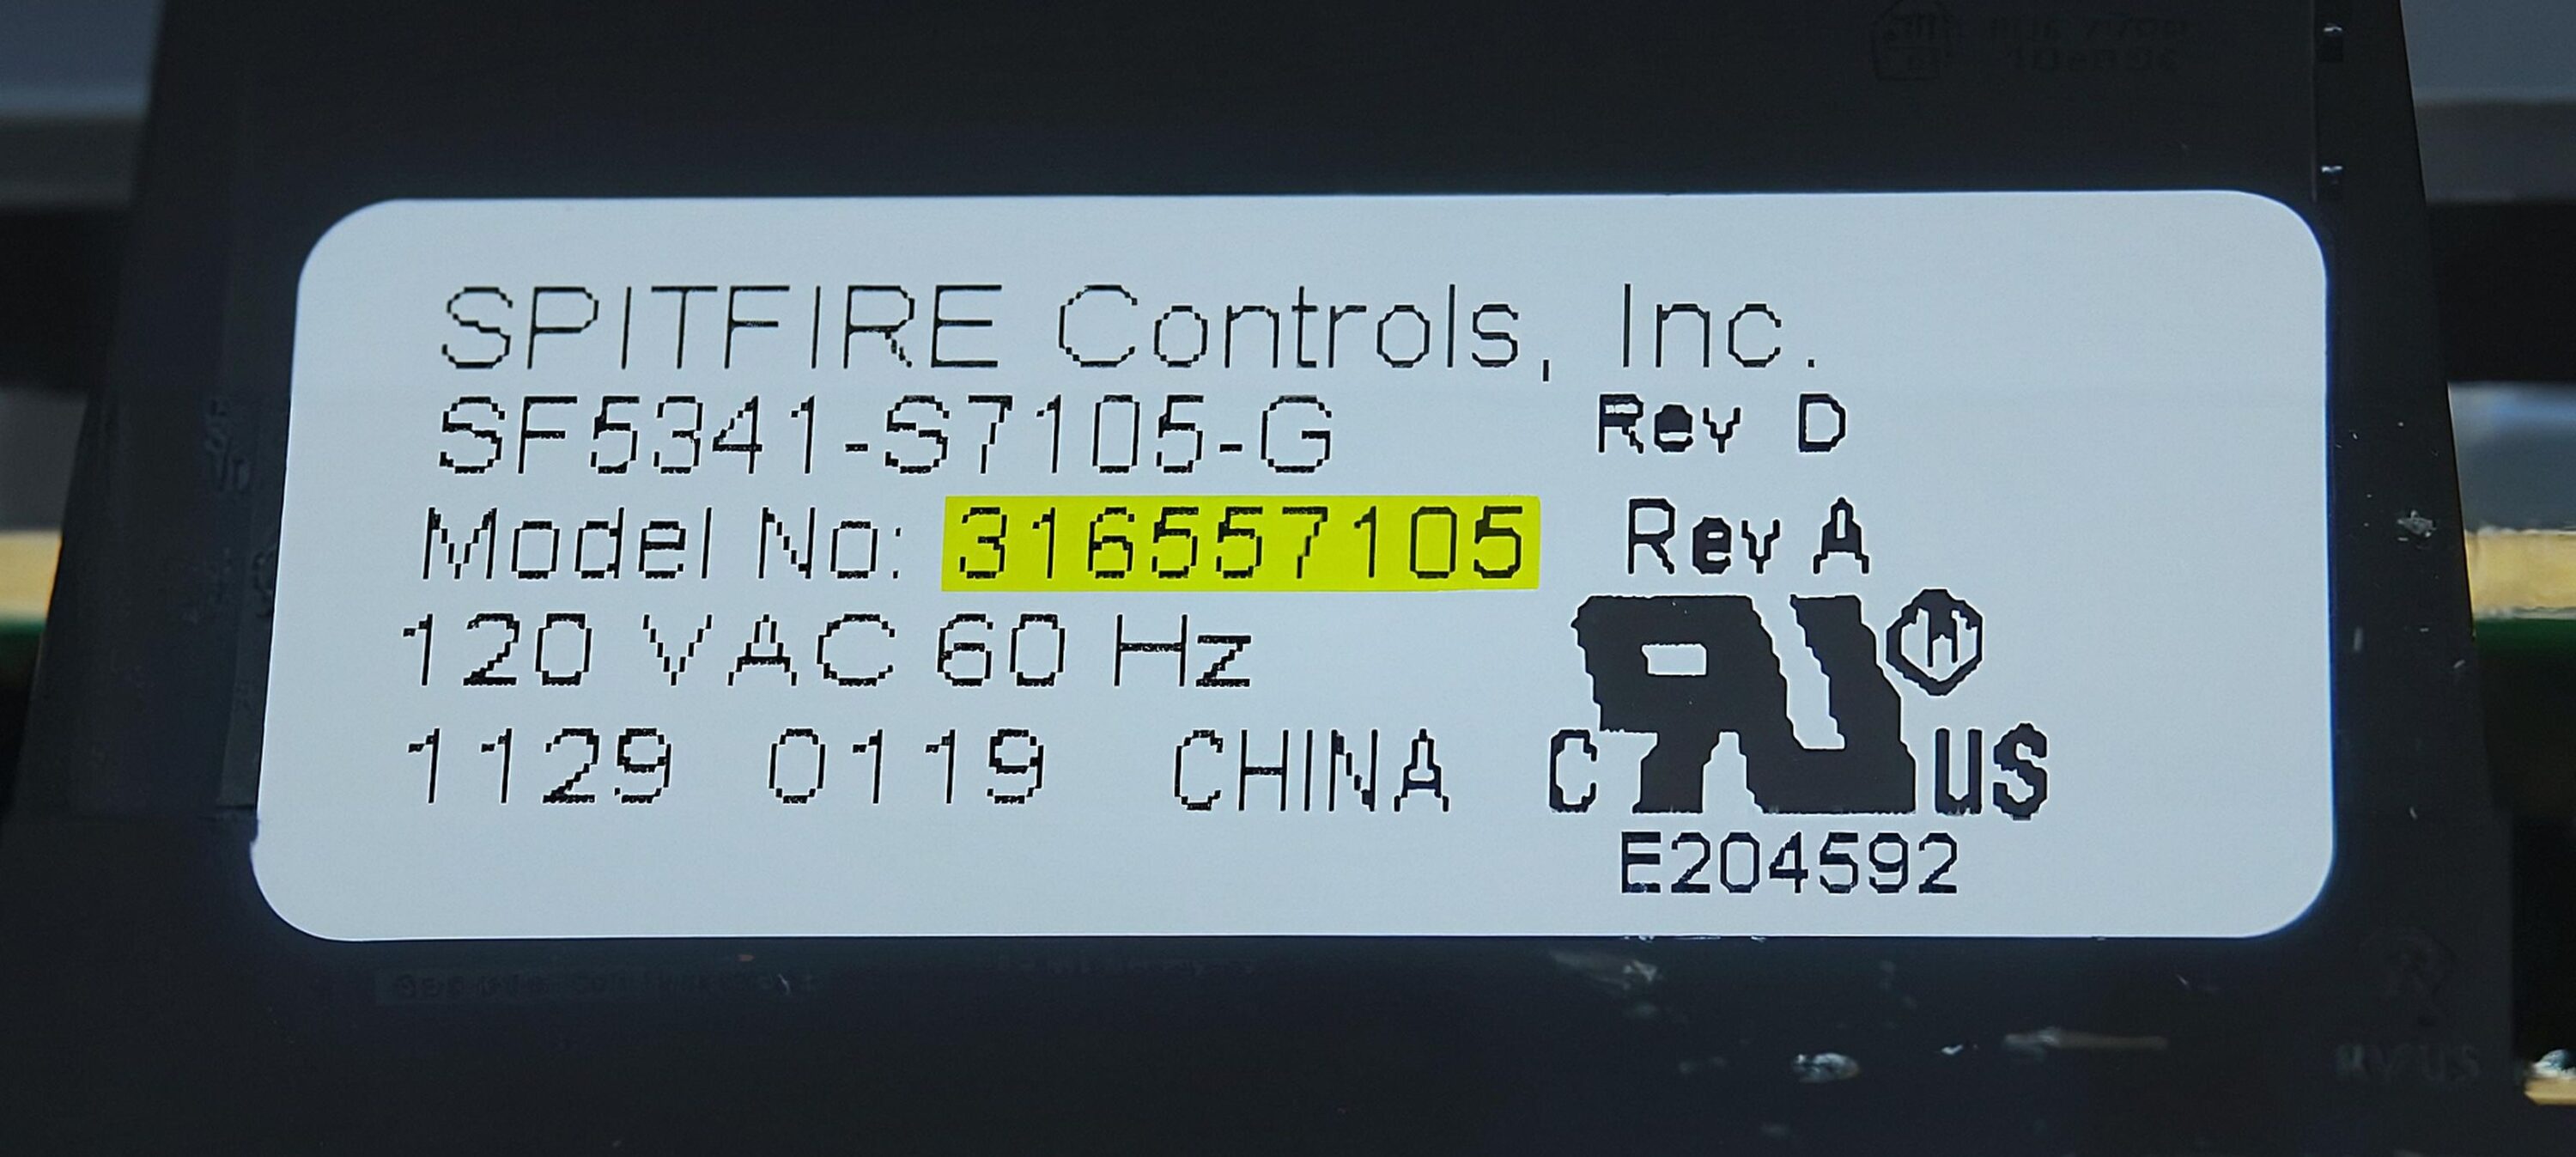 SPITFIRE Controls, Inc.
SF5341-S7105-G Rev D
Model No: 316557105 Rev A
120 VAC 60 Hz
1129 0119 CHINA C US
E204592